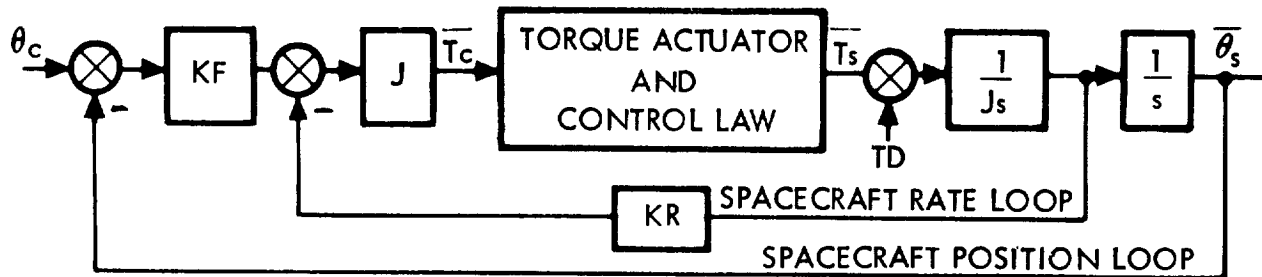 θc
KF
J
Tc
TORQUE ACTUATOR
AND
CONTROL LAW
Ts
TD
1
Js
1
s
θs
-
-
KR
SPACECRAFT RATE LOOP
SPACECRAFT POSITION LOOP